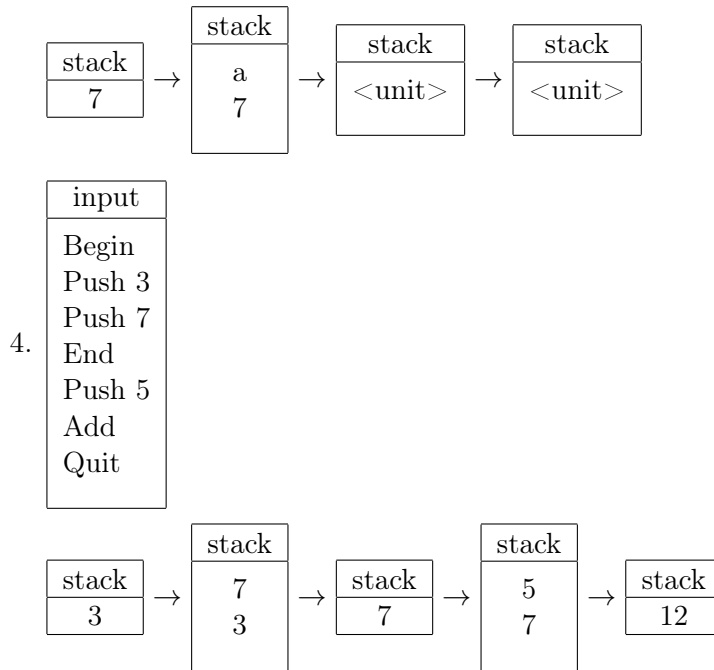 stack
7
→
stack
a
7
→
stack
<unit>
→
stack
<unit>
4.
input
Begin
Push 3
Push 7
End
Push 5
Add
Quit
stack
3
→
stack
7
3
→
stack
7
→
stack
5
7
→
stack
12